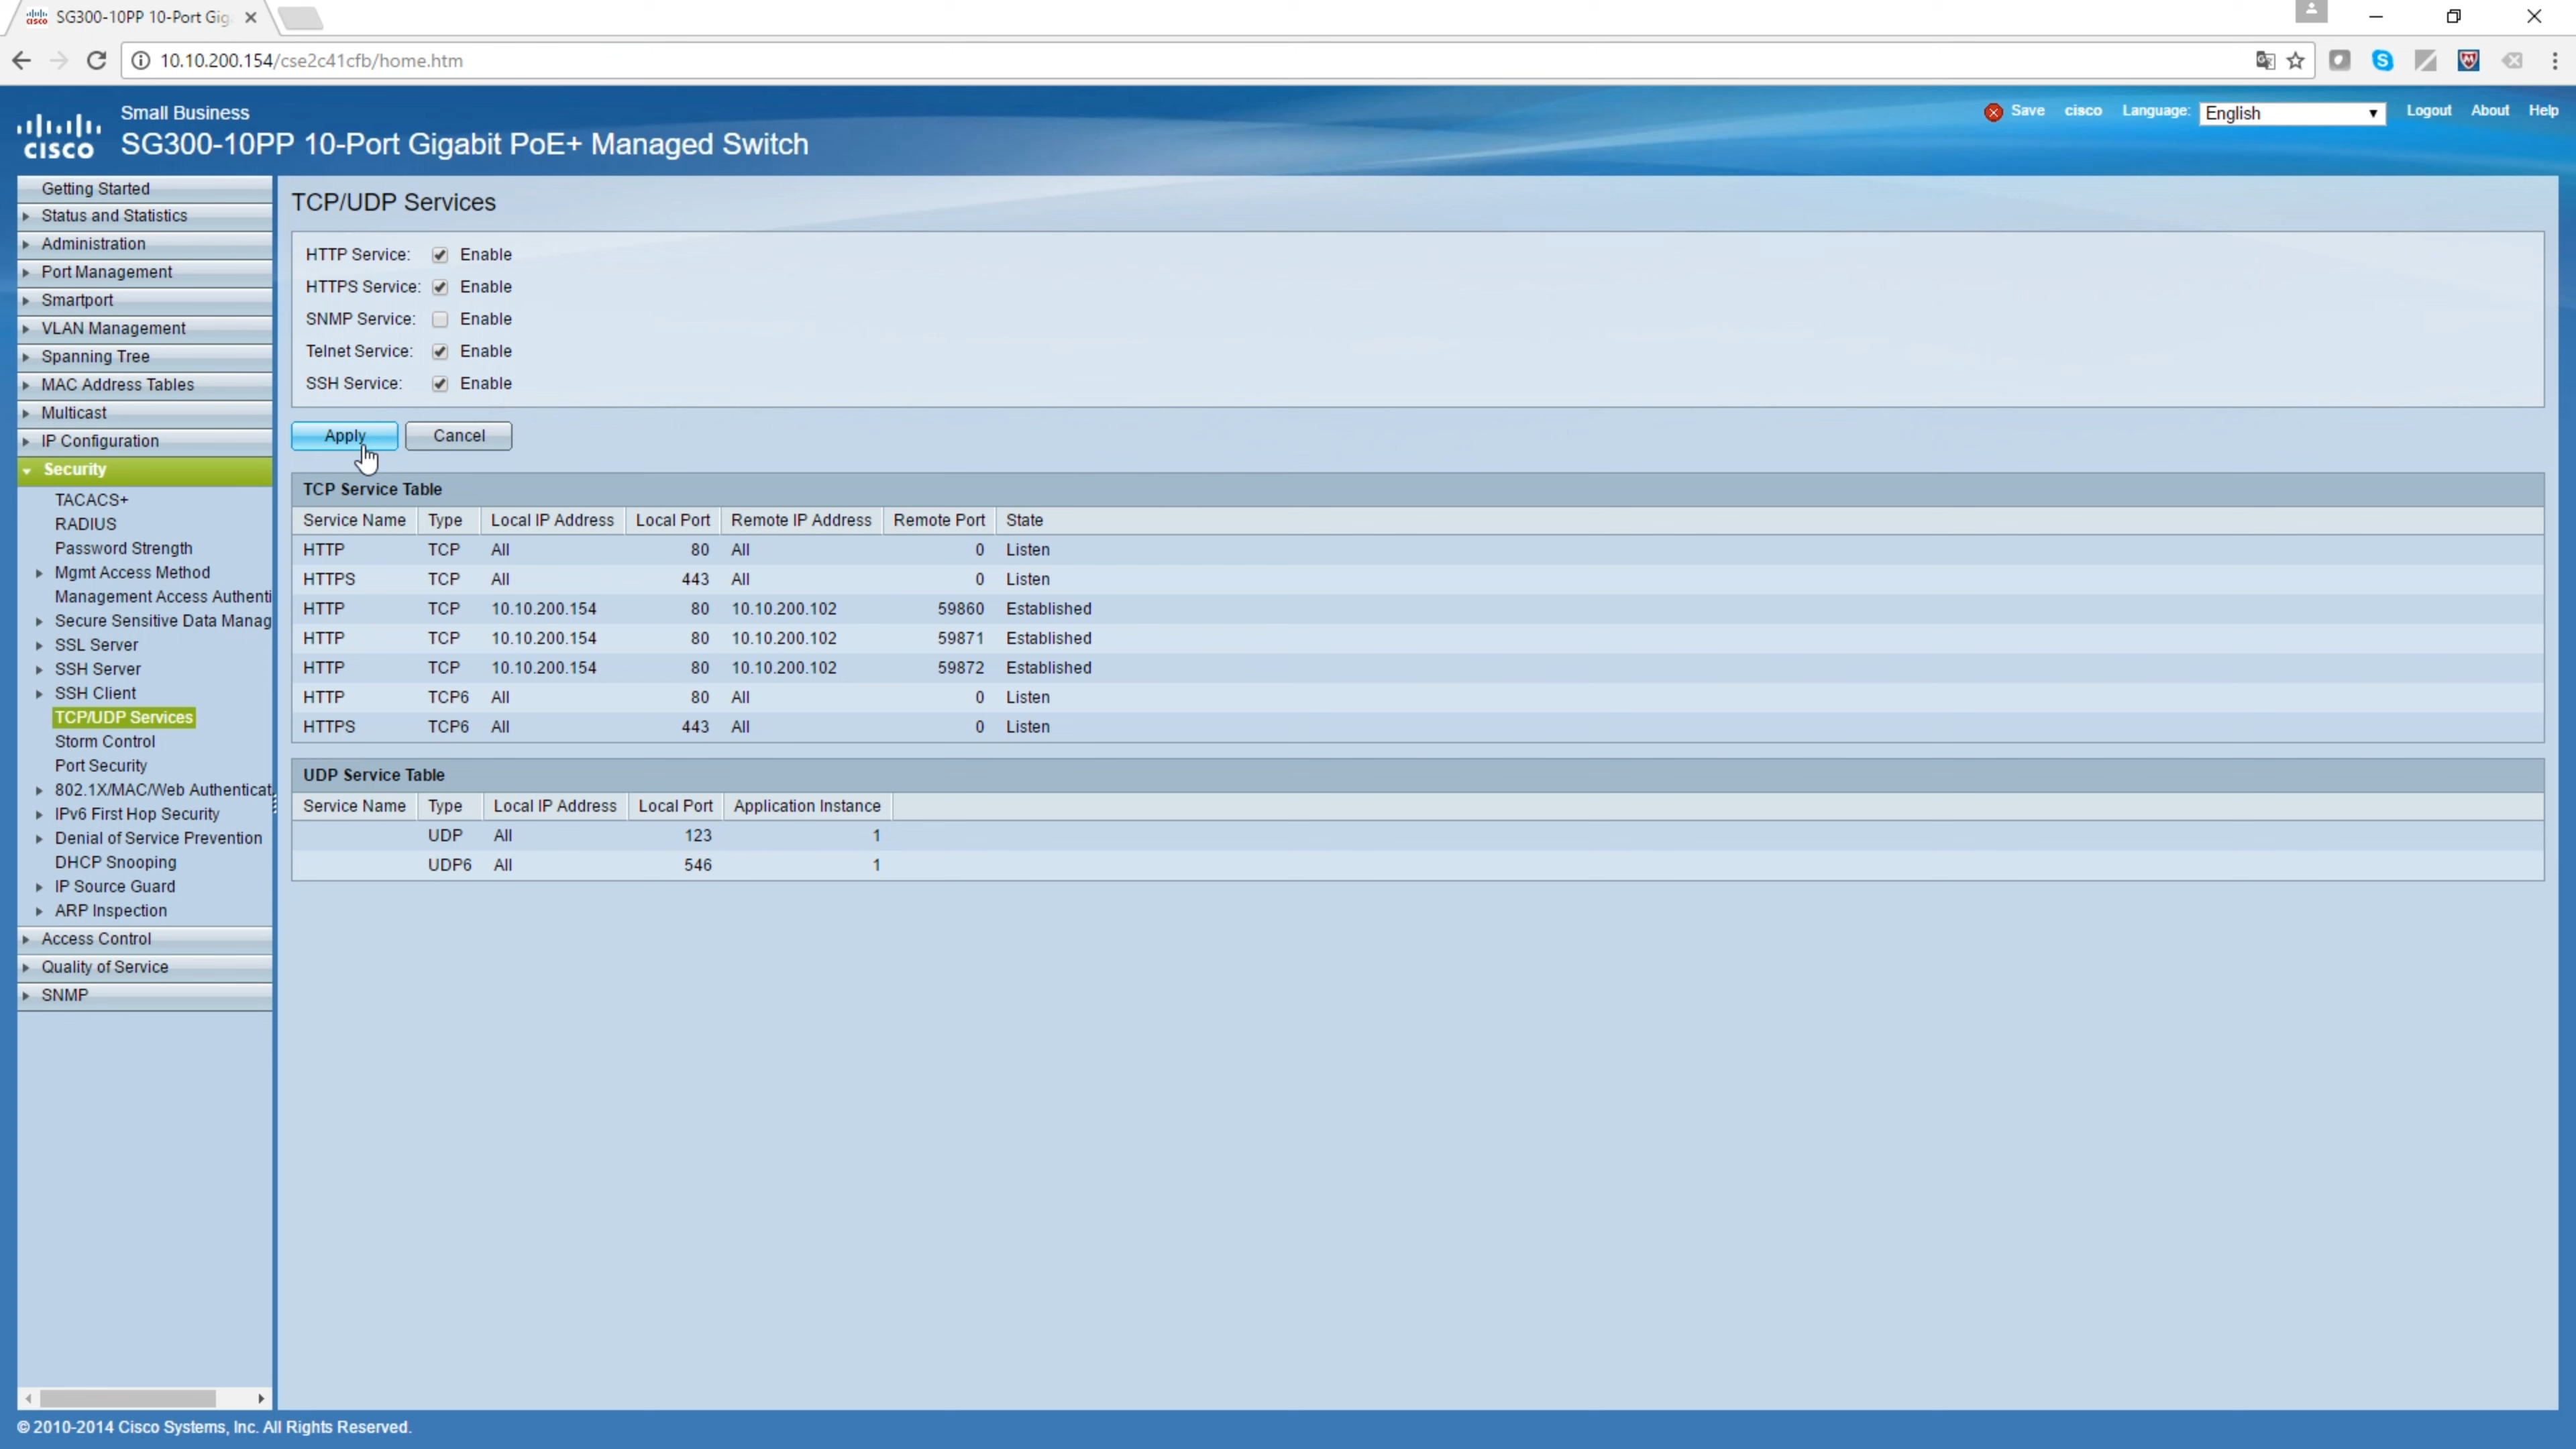 SG300-10PP 10-Port Gig
10.10.200.154/cse2c41cfb/home.htm
Small Business
cisco
SG300-10PP 10-Port Gigabit PoE+ Managed Switch
Save cisco Language: English Logout About Help
Getting Started
Status and Statistics
Administration
Port Management
Smartport
VLAN Management
Spanning Tree
MAC Address Tables
Multicast
IP Configuration
Security
TACACS+
RADIUS
Password Strength
Mgmt Access Method
Management Access Authenti
Secure Sensitive Data Manag
SSL Server
SSH Server
SSH Client
TCP/UDP Services
Storm Control
Port Security
802.1X/MAC/Web Authenticat
IPv6 First Hop Security
Denial of Service Prevention
DHCP Snooping
IP Source Guard
ARP Inspection
Access Control
Quality of Service
SNMP
TCP/UDP Services
HTTP Service: Enable
HTTPS Service: Enable
SNMP Service: Enable
Telnet Service: Enable
SSH Service: Enable
Apply Cancel
TCP Service Table
Service Name Type Local IP Address Local Port Remote IP Address Remote Port State
HTTP TCP All 80 All 0 Listen
HTTPS TCP All 443 All 0 Listen
HTTP TCP 10.10.200.154 80 10.10.200.102 59860 Established
HTTP TCP 10.10.200.154 80 10.10.200.102 59871 Established
HTTP TCP 10.10.200.154 80 10.10.200.102 59872 Established
HTTP TCP6 All 80 All 0 Listen
HTTPS TCP6 All 443 All 0 Listen
UDP Service Table
Service Name Type Local IP Address Local Port Application Instance
UDP All 123 1
UDP6 All 546 1
© 2010-2014 Cisco Systems, Inc. All Rights Reserved.